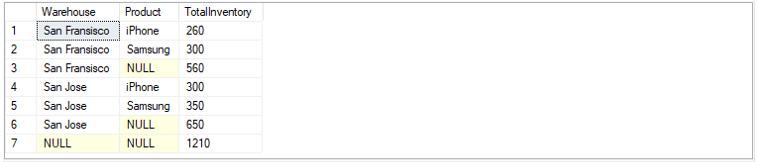 Warehouse Product TotalInventory
1 San Fransisco iPhone 260
2 San Fransisco Samsung 300
3 San Fransisco NULL 560
4 San Jose iPhone 300
5 San Jose Samsung 350
6 San Jose NULL 650
7 NULL NULL 1210